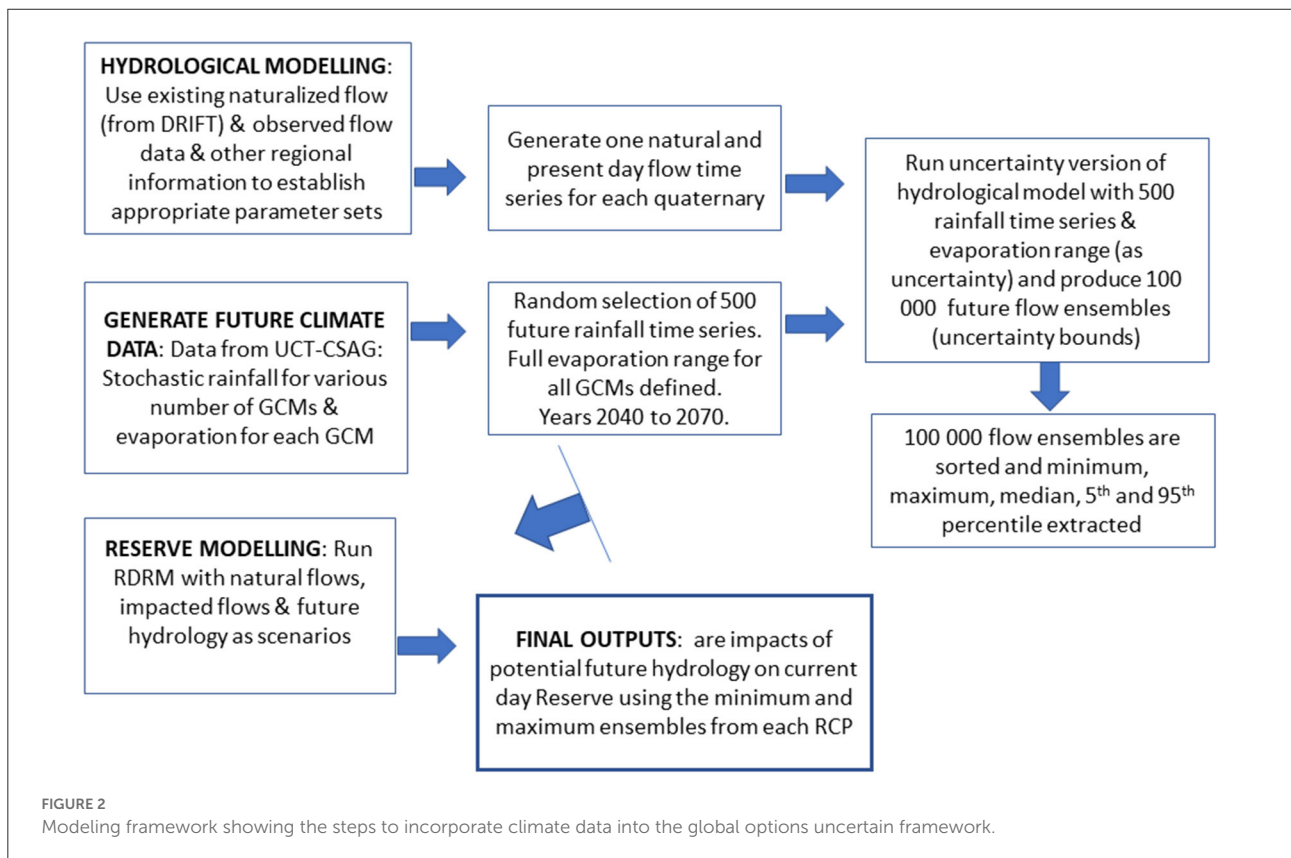 HYDROLOGICAL MODELLING:
Use existing naturalized flow
(from DRIFT) & observed flow
data & other regional
information to establish
appropriate parameter sets
Generate one natural and
present day flow time
series for each quaternary
Run uncertainty version of
hydrological model with 500
rainfall time series &
evaporation range (as
uncertainty) and produce 100
000 future flow ensembles
(uncertainty bounds)
GENERATE FUTURE CLIMATE
DATA: Data from UCT-CSAG:
Stochastic rainfall for various
number of GCMs &
evaporation for each GCM
Random selection of 500
future rainfall time series.
Full evaporation range for
all GCMs defined.
Years 2040 to 2070.
100 000 flow ensembles are
sorted and minimum,
maximum, median, 5th and 95th
percentile extracted
RESERVE MODELLING: Run
RDRM with natural flows,
impacted flows & future
hydrology as scenarios
FINAL OUTPUTS: are impacts of
potential future hydrology on current
day Reserve using the minimum and
maximum ensembles from each RCP
FIGURE 2
Modeling framework showing the steps to incorporate climate data into the global options uncertain framework.